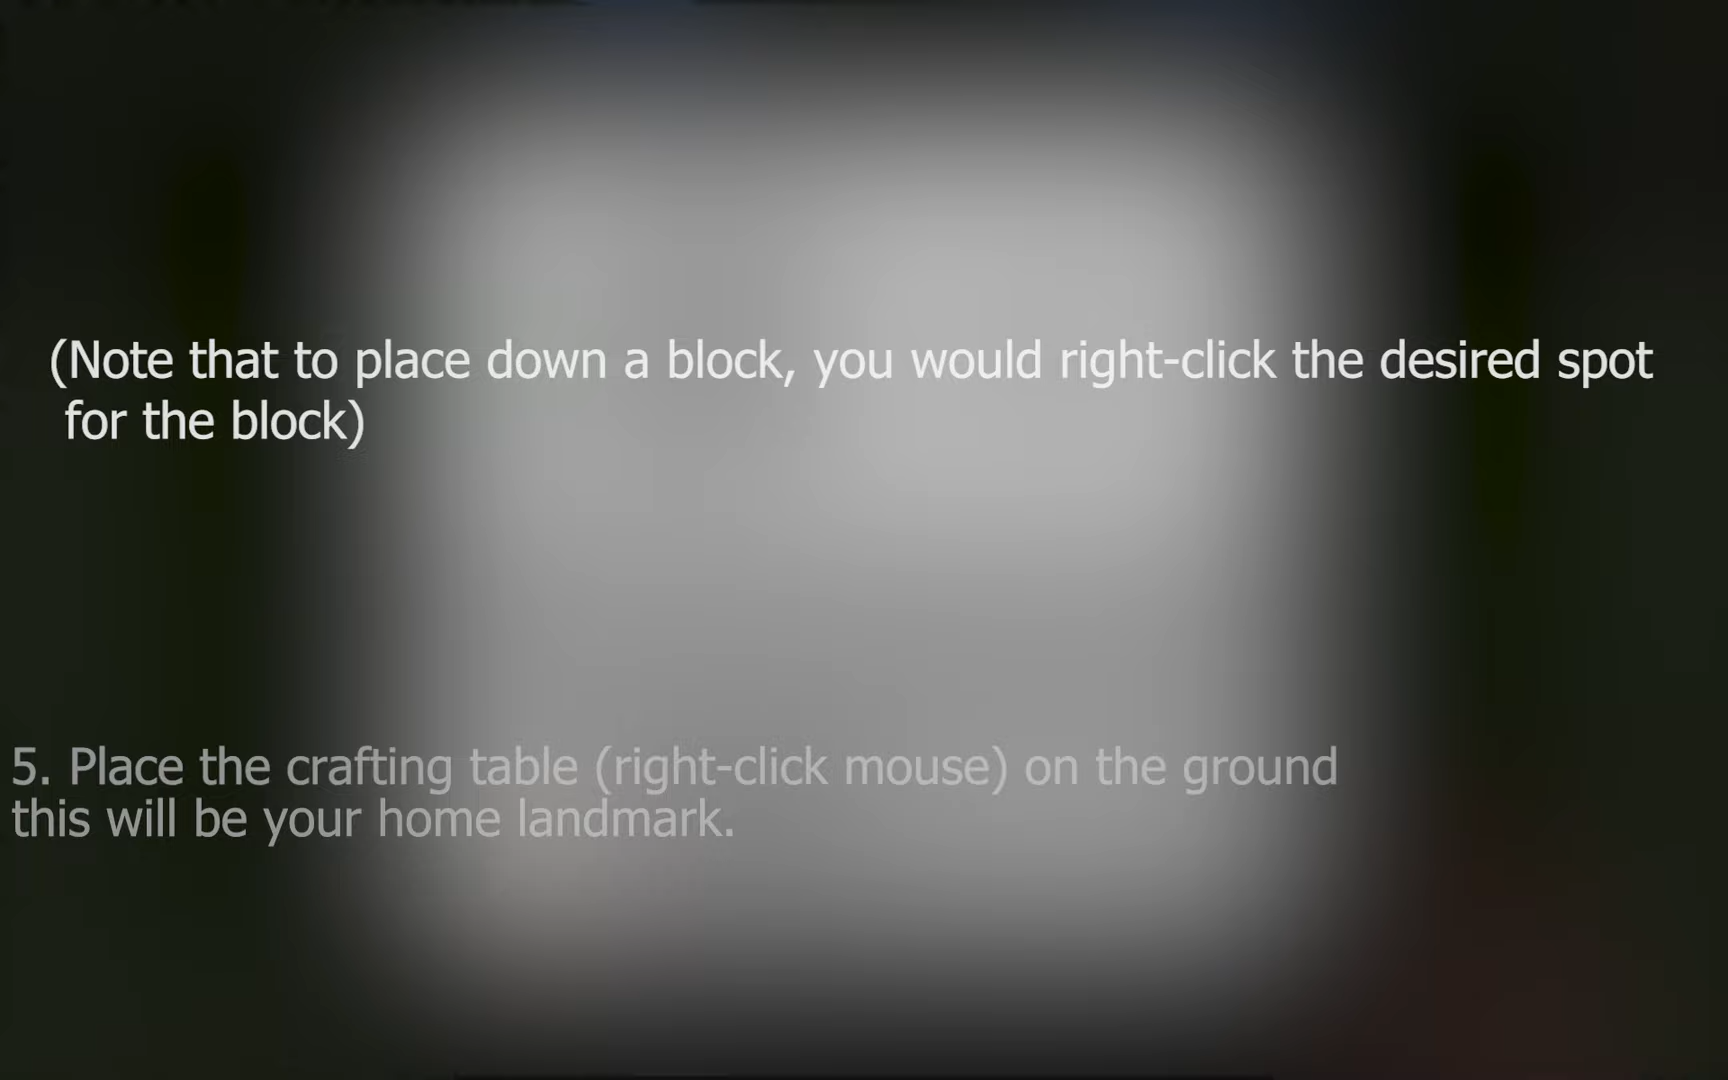 (Note that to place down a block, you would right-click the desired spot
for the block)
5. Place the crafting table (right-click mouse) on the ground
this will be your home landmark.